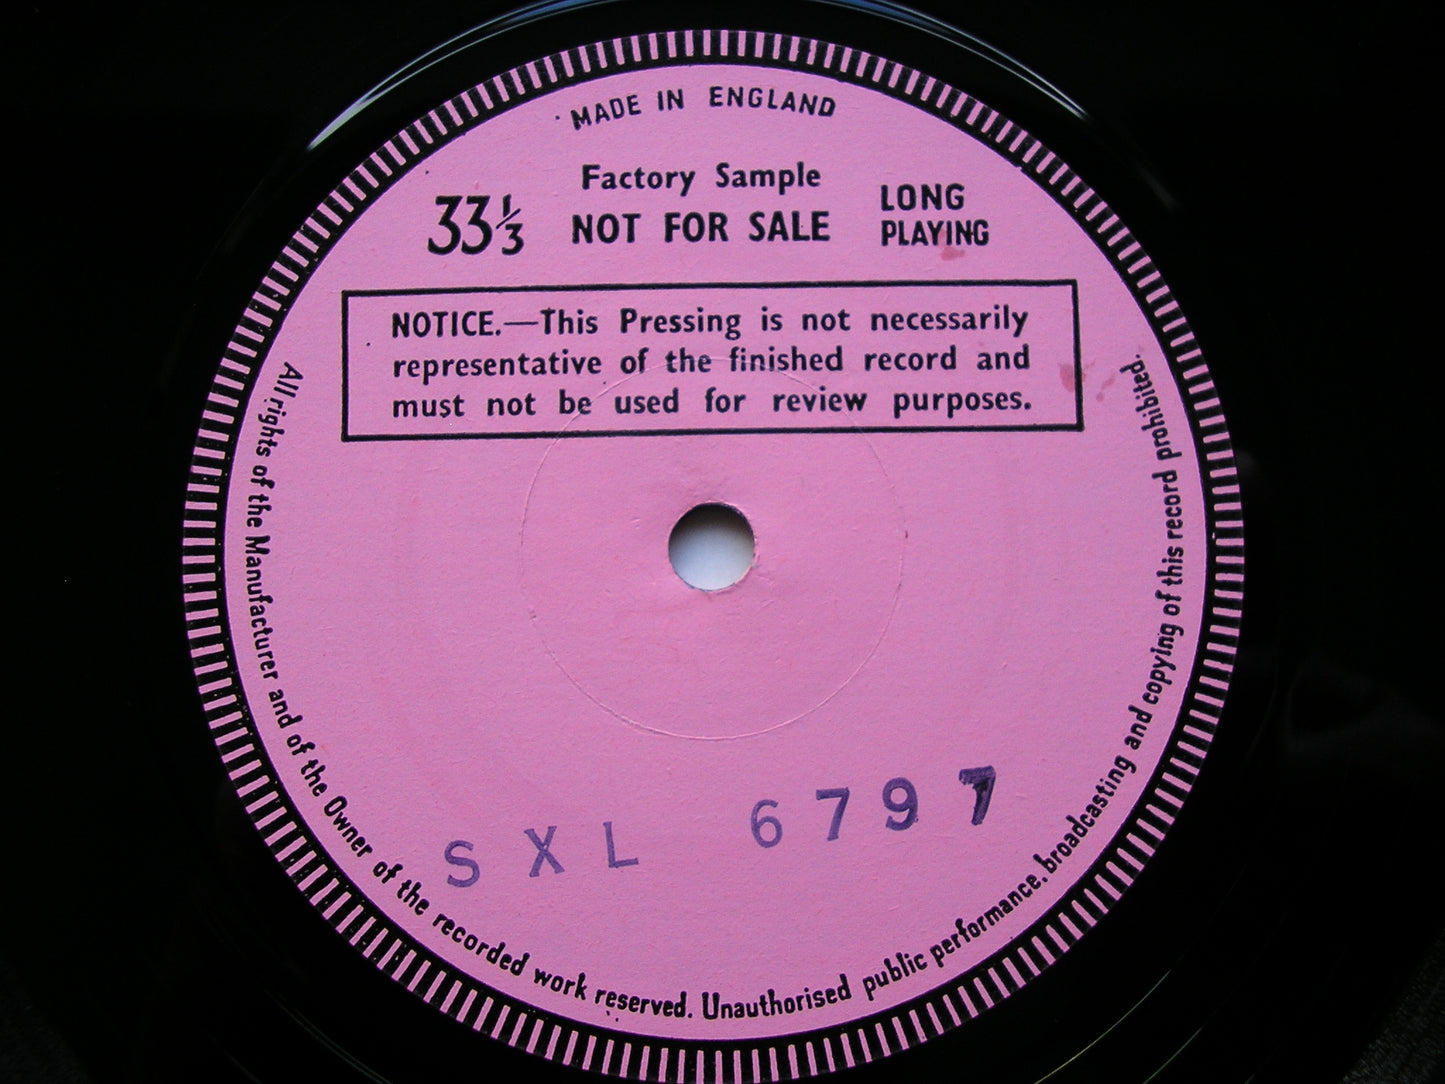 MADE IN ENGLAND
Factory Sample
33 1/3 NOT FOR SALE LONG PLAYING
NOTICE.—This Pressing is not necessarily
representative of the finished record and
must not be used for review purposes.
SXL 6797
All rights of the Manufacturer and of the Owner of the recorded work reserved. Unauthorised public performance, broadcasting and copying of this record prohibited.